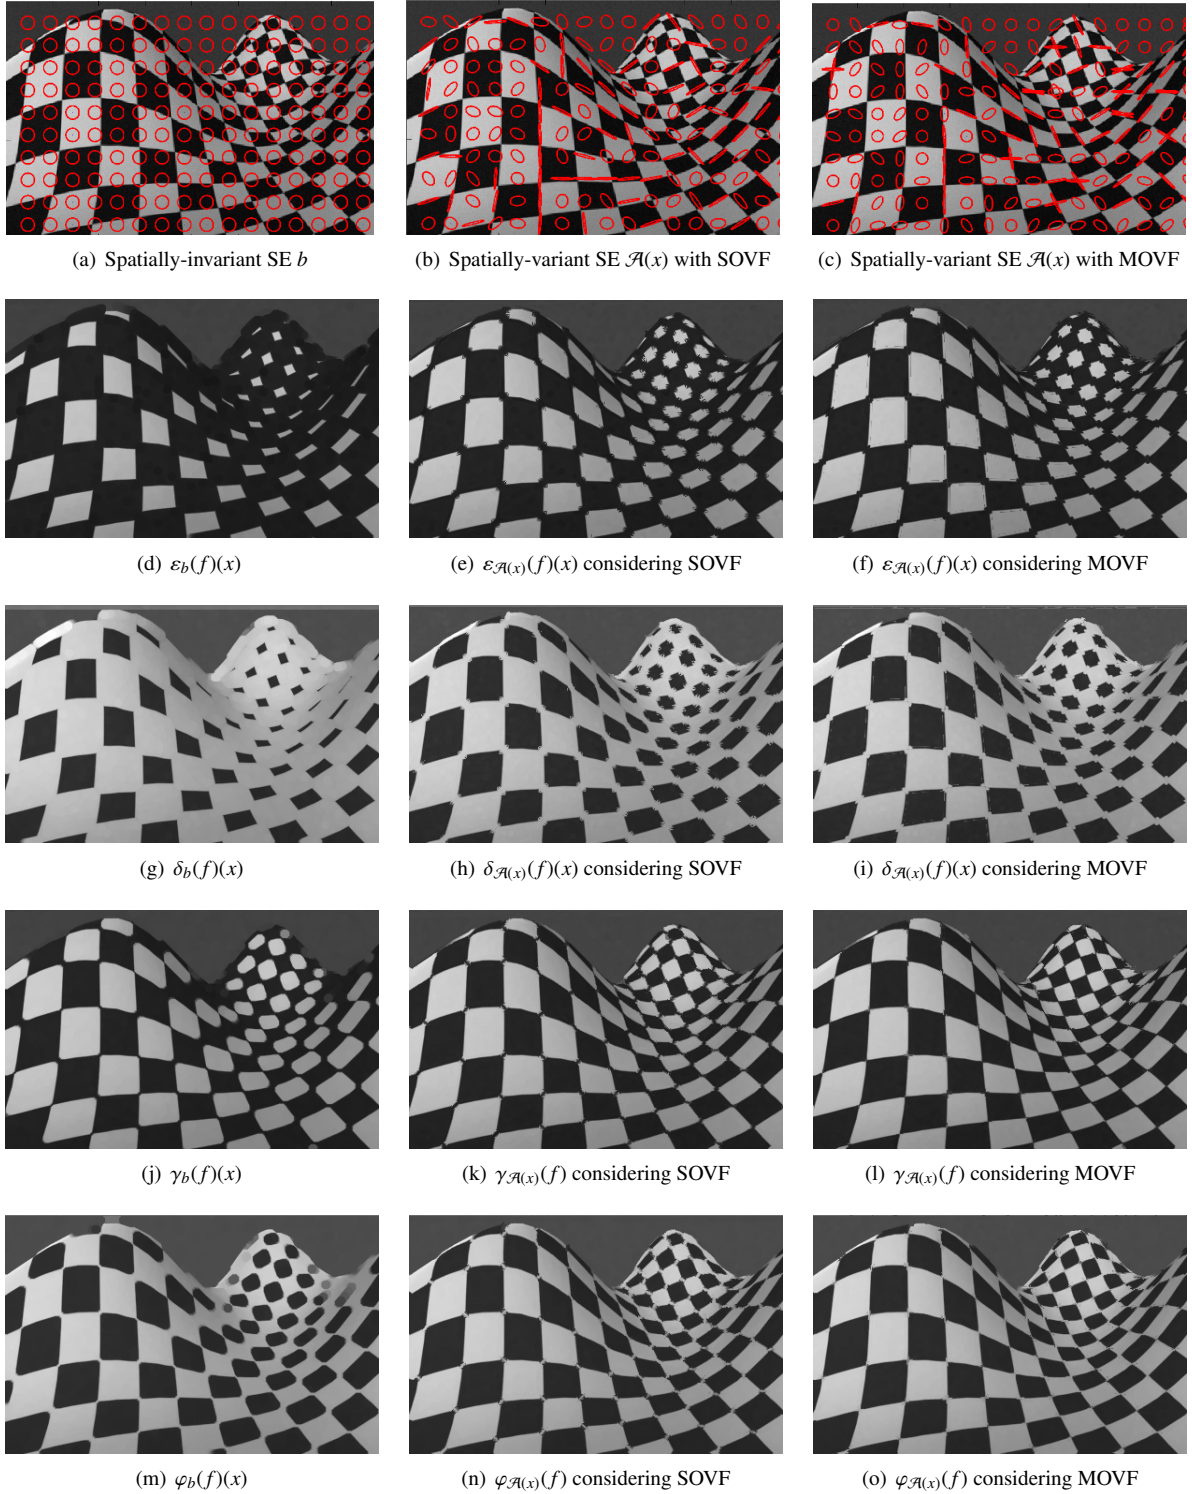 (a) Spatially-invariant SE b
(b) Spatially-variant SE 𝒜(x) with SOVF
(c) Spatially-variant SE 𝒜(x) with MOVF
(d) ε_b(f)(x)
(e) ε_𝒜(x)(f)(x) considering SOVF
(f) ε_𝒜(x)(f)(x) considering MOVF
(g) δ_b(f)(x)
(h) δ_𝒜(x)(f)(x) considering SOVF
(i) δ_𝒜(x)(f)(x) considering MOVF
(j) γ_b(f)(x)
(k) γ_𝒜(x)(f) considering SOVF
(l) γ_𝒜(x)(f) considering MOVF
(m) φ_b(f)(x)
(n) φ_𝒜(x)(f) considering SOVF
(o) φ_𝒜(x)(f) considering MOVF